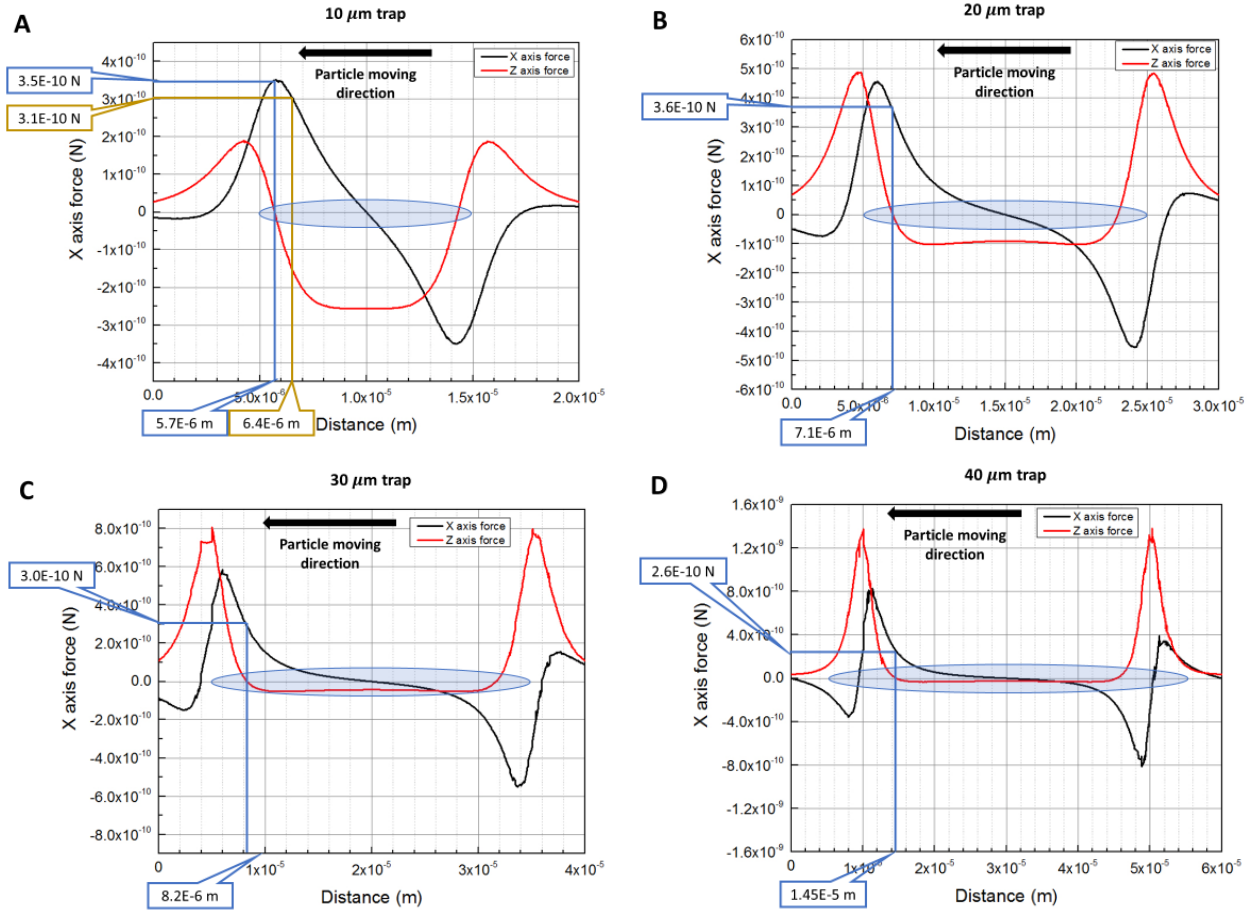 A
10 μm trap
X axis force
Z axis force
Particle moving
direction
3.5E-10 N
3.1E-10 N
4x10⁻¹⁰
3x10⁻¹⁰
2x10⁻¹⁰
1x10⁻¹⁰
0
-1x10⁻¹⁰
-2x10⁻¹⁰
-3x10⁻¹⁰
-4x10⁻¹⁰
X axis force (N)
0.0 5.0x10⁻⁶ 1.0x10⁻⁵ 1.5x10⁻⁵ 2.0x10⁻⁵
5.7E-6 m
6.4E-6 m
Distance (m)
B
20 μm trap
X axis force
Z axis force
Particle moving
direction
3.6E-10 N
6x10⁻¹⁰
5x10⁻¹⁰
4x10⁻¹⁰
3x10⁻¹⁰
2x10⁻¹⁰
1x10⁻¹⁰
0
-1x10⁻¹⁰
-2x10⁻¹⁰
-3x10⁻¹⁰
-4x10⁻¹⁰
-5x10⁻¹⁰
-6x10⁻¹⁰
X axis force (N)
0.0 5.0x10⁻⁶ 1.0x10⁻⁵ 1.5x10⁻⁵ 2.0x10⁻⁵ 2.5x10⁻⁵ 3.0x10⁻⁵
7.1E-6 m
Distance (m)
C
30 μm trap
X axis force
Z axis force
Particle moving
direction
3.0E-10 N
8.0x10⁻¹⁰
6.0x10⁻¹⁰
4.0x10⁻¹⁰
2.0x10⁻¹⁰
0.0
-2.0x10⁻¹⁰
-4.0x10⁻¹⁰
-6.0x10⁻¹⁰
-8.0x10⁻¹⁰
X axis force (N)
0 1x10⁻⁵ 2x10⁻⁵ 3x10⁻⁵ 4x10⁻⁵
8.2E-6 m
Distance (m)
D
40 μm trap
X axis force
Z axis force
Particle moving
direction
2.6E-10 N
1.6x10⁻⁹
1.2x10⁻⁹
8.0x10⁻¹⁰
4.0x10⁻¹⁰
0.0
-4.0x10⁻¹⁰
-8.0x10⁻¹⁰
-1.2x10⁻⁹
-1.6x10⁻⁹
X axis force (N)
0 1x10⁻⁵ 2x10⁻⁵ 3x10⁻⁵ 4x10⁻⁵ 5x10⁻⁵ 6x10⁻⁵
1.45E-5 m
Distance (m)